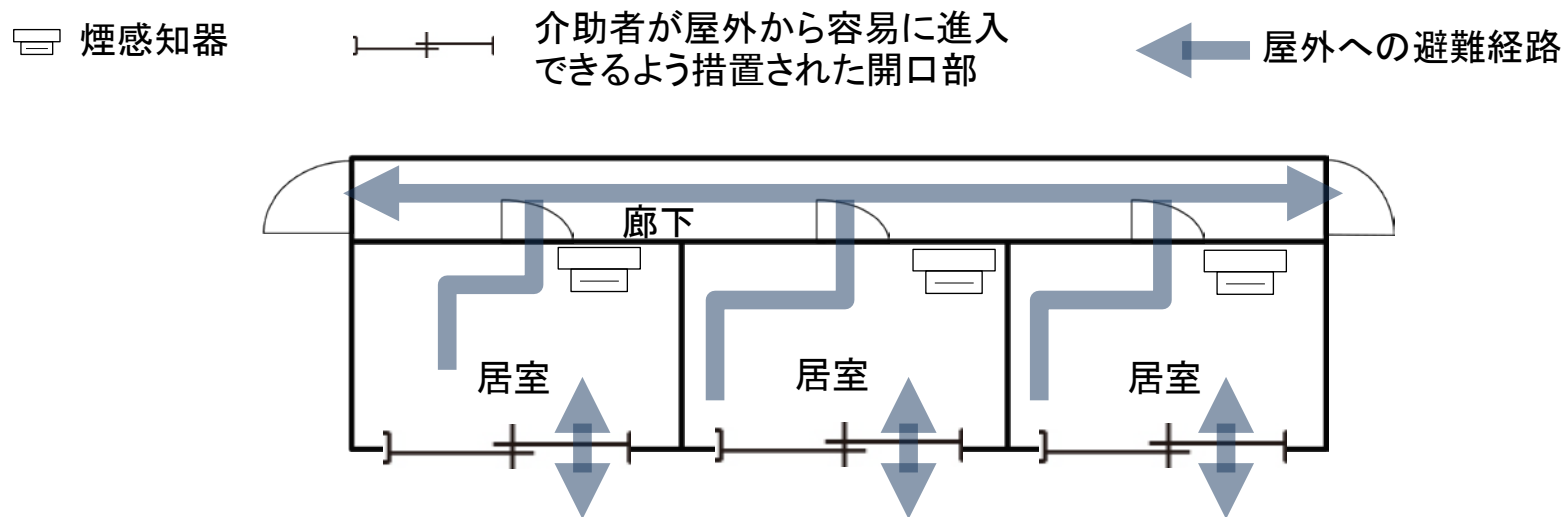 煙感知器
介助者が屋外から容易に進入
できるよう措置された開口部
屋外への避難経路
廊下
居室
居室
居室